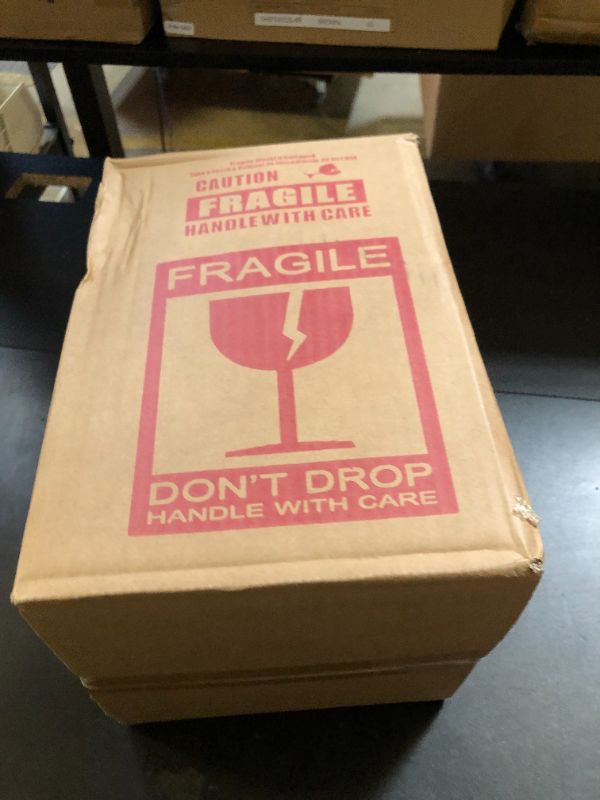 CAUTION
FRAGILE
HANDLE WITH CARE
FRAGILE
DON'T DROP
HANDLE WITH CARE